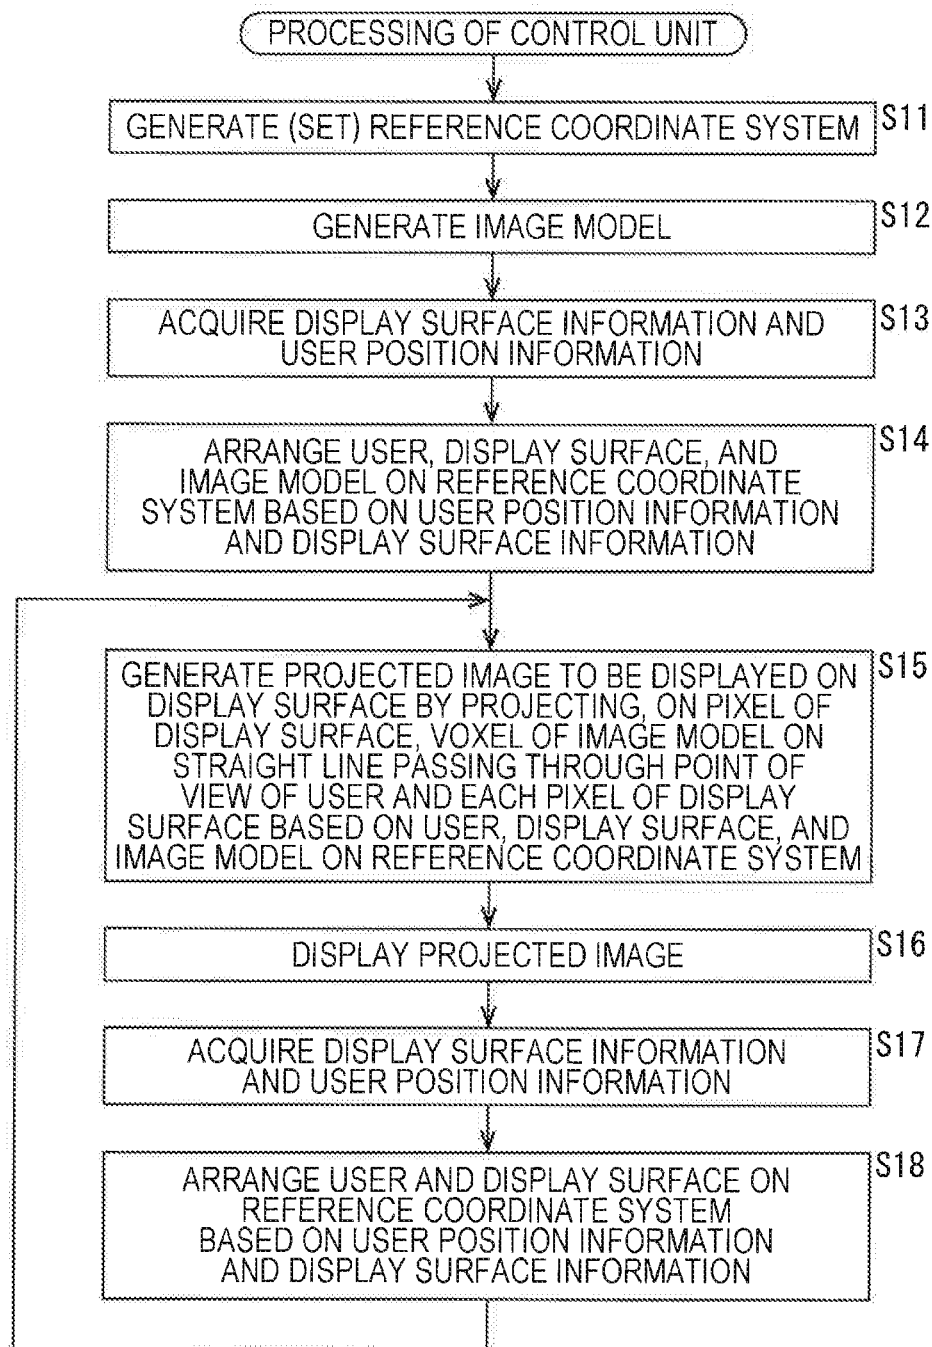 PROCESSING OF CONTROL UNIT
GENERATE (SET) REFERENCE COORDINATE SYSTEM
S11
GENERATE IMAGE MODEL
S12
ACQUIRE DISPLAY SURFACE INFORMATION AND
USER POSITION INFORMATION
S13
ARRANGE USER, DISPLAY SURFACE, AND
IMAGE MODEL ON REFERENCE COORDINATE
SYSTEM BASED ON USER POSITION INFORMATION
AND DISPLAY SURFACE INFORMATION
S14
GENERATE PROJECTED IMAGE TO BE DISPLAYED ON
DISPLAY SURFACE BY PROJECTING, ON PIXEL OF
DISPLAY SURFACE, VOXEL OF IMAGE MODEL ON
STRAIGHT LINE PASSING THROUGH POINT OF
VIEW OF USER AND EACH PIXEL OF DISPLAY
SURFACE BASED ON USER, DISPLAY SURFACE, AND
IMAGE MODEL ON REFERENCE COORDINATE SYSTEM
S15
DISPLAY PROJECTED IMAGE
S16
ACQUIRE DISPLAY SURFACE INFORMATION
AND USER POSITION INFORMATION
S17
ARRANGE USER AND DISPLAY SURFACE ON
REFERENCE COORDINATE SYSTEM
BASED ON USER POSITION INFORMATION
AND DISPLAY SURFACE INFORMATION
S18